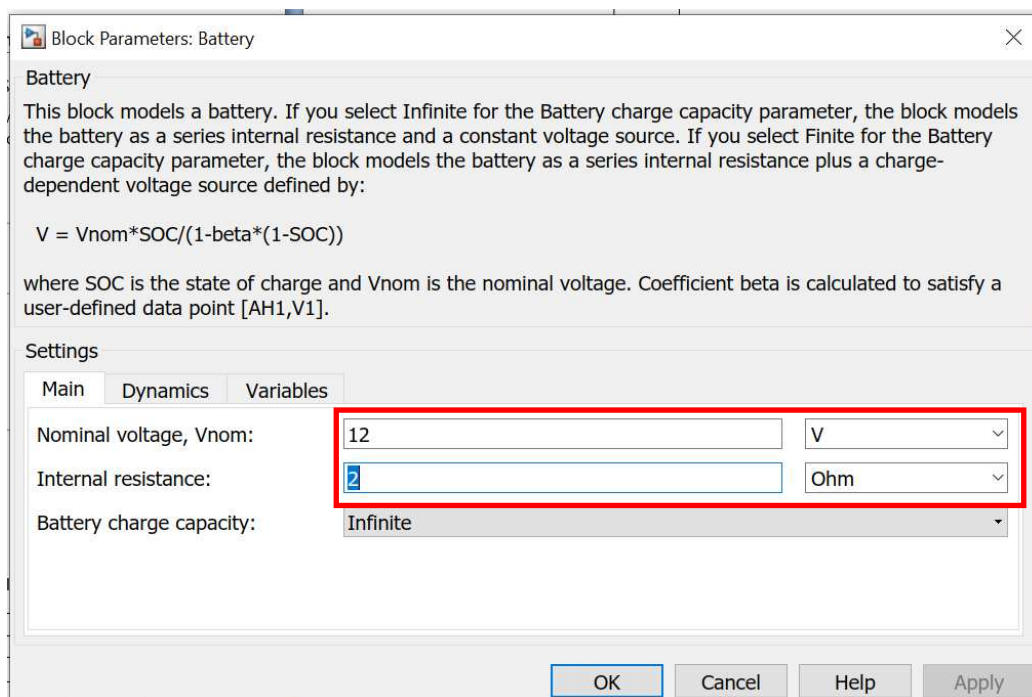 Block Parameters: Battery
Battery
This block models a battery. If you select Infinite for the Battery charge capacity parameter, the block models
the battery as a series internal resistance and a constant voltage source. If you select Finite for the Battery
charge capacity parameter, the block models the battery as a series internal resistance plus a charge-
dependent voltage source defined by:
V = Vnom*SOC/(1-beta*(1-SOC))
where SOC is the state of charge and Vnom is the nominal voltage. Coefficient beta is calculated to satisfy a
user-defined data point [AH1,V1].
Settings
Main Dynamics Variables
Nominal voltage, Vnom: 12 V
Internal resistance: 2 Ohm
Battery charge capacity: Infinite
OK Cancel Help Apply